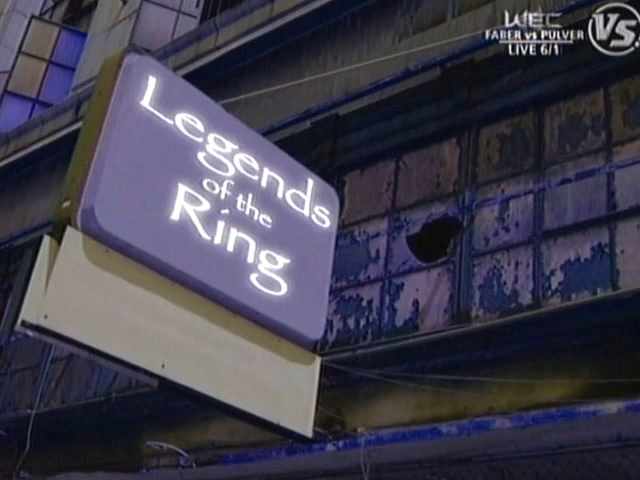 WEC
FABER vs PULVER
LIVE 6/1
VS.
Legends
of the
Ring